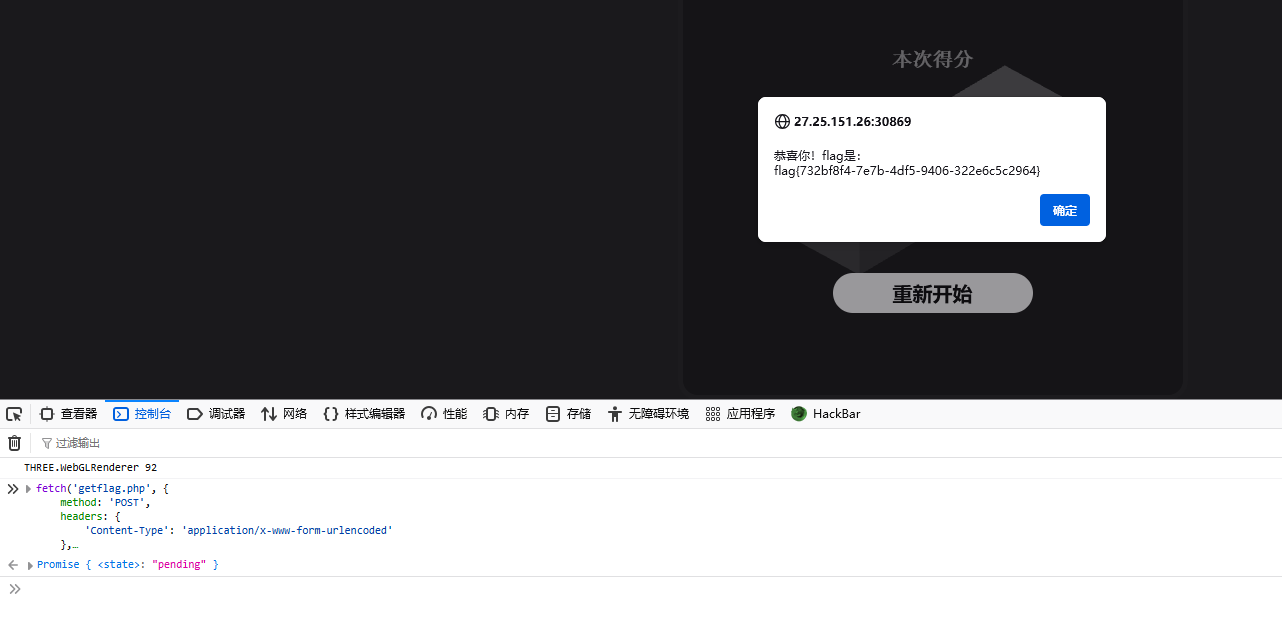 本次得分
27.25.151.26:30869
恭喜你！flag是：
flag{732bf8f4-7e7b-4df5-9406-322e6c5c2964}
确定
重新开始
查看器 控制台 调试器 网络 样式编辑器 性能 内存 存储 无障碍环境 应用程序 HackBar
过滤输出
THREE.WebGLRenderer 92
fetch('getflag.php', {
method: 'POST',
headers: {
'Content-Type': 'application/x-www-form-urlencoded'
},…
Promise { <state>: "pending" }